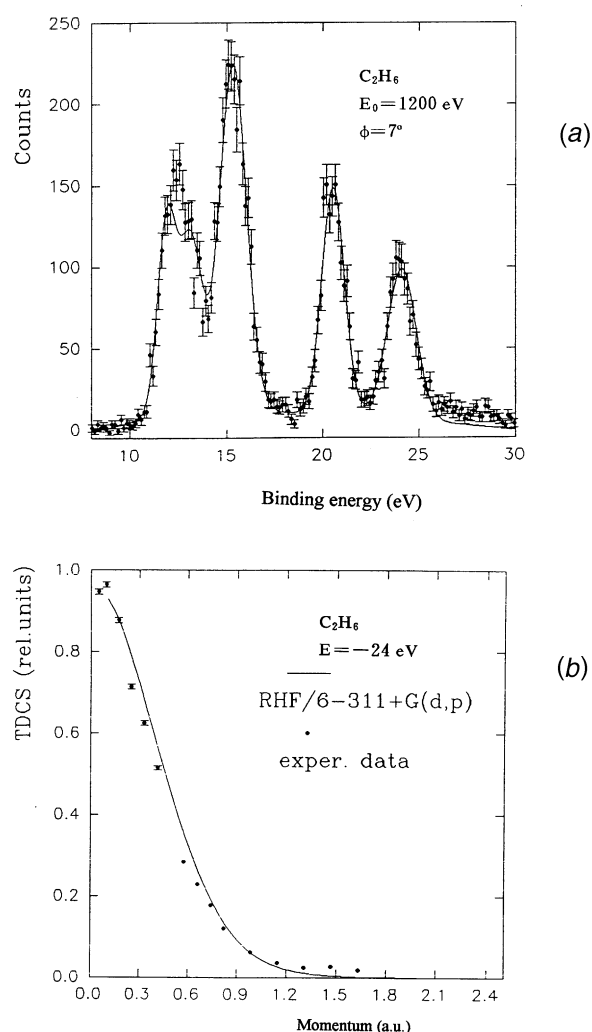 250
200
150
100
50
0
Counts
C₂H₆
E₀=1200 eV
ϕ=7º
(a)
10 15 20 25 30
Binding energy (eV)
1.0
0.8
0.6
0.4
0.2
0.0
TDCS (rel.units)
C₂H₆
E=−24 eV
RHF/6−311+G(d,p)
exper. data
(b)
0.0 0.3 0.6 0.9 1.2 1.5 1.8 2.1 2.4
Momentum (a.u.)